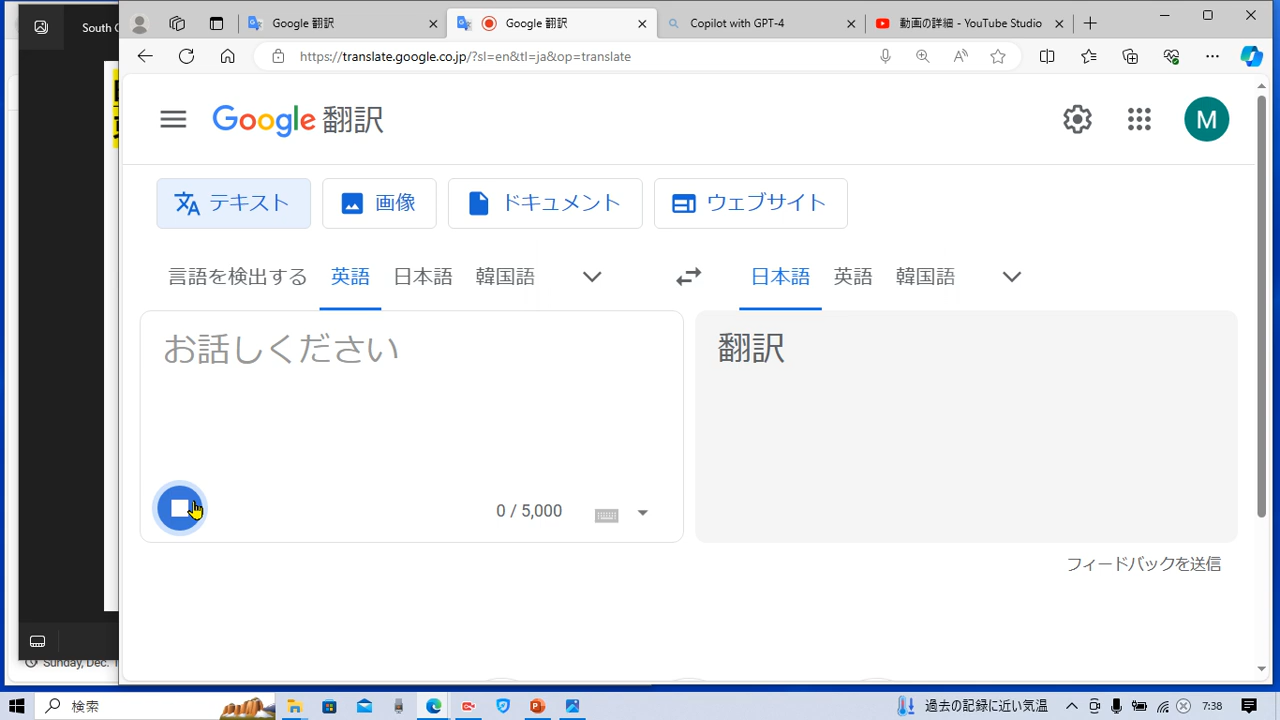 South
Google 翻訳
Google 翻訳
Copilot with GPT-4
動画の詳細 - YouTube Studio
https://translate.google.co.jp/?sl=en&tl=ja&op=translate
Google 翻訳
M
テキスト
画像
ドキュメント
ウェブサイト
言語を検出する 英語 日本語 韓国語
日本語 英語 韓国語
お話しください
翻訳
0 / 5,000
フィードバックを送信
Sunday, Dec.
検索
過去の記録に近い気温
7:38